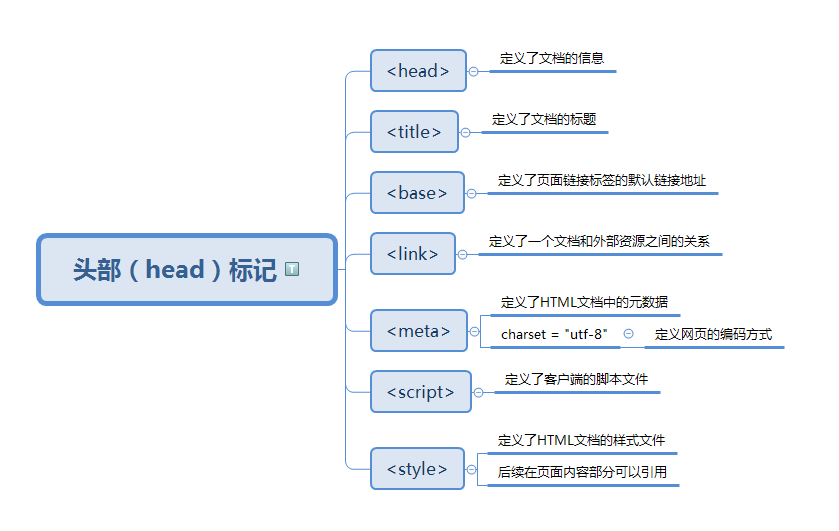 头部（head）标记
<head>
定义了文档的信息
<title>
定义了文档的标题
<base>
定义了页面链接标签的默认链接地址
<link>
定义了一个文档和外部资源之间的关系
<meta>
定义了HTML文档中的元数据
charset = "utf-8"
定义网页的编码方式
<script>
定义了客户端的脚本文件
<style>
定义了HTML文档的样式文件
后续在页面内容部分可以引用